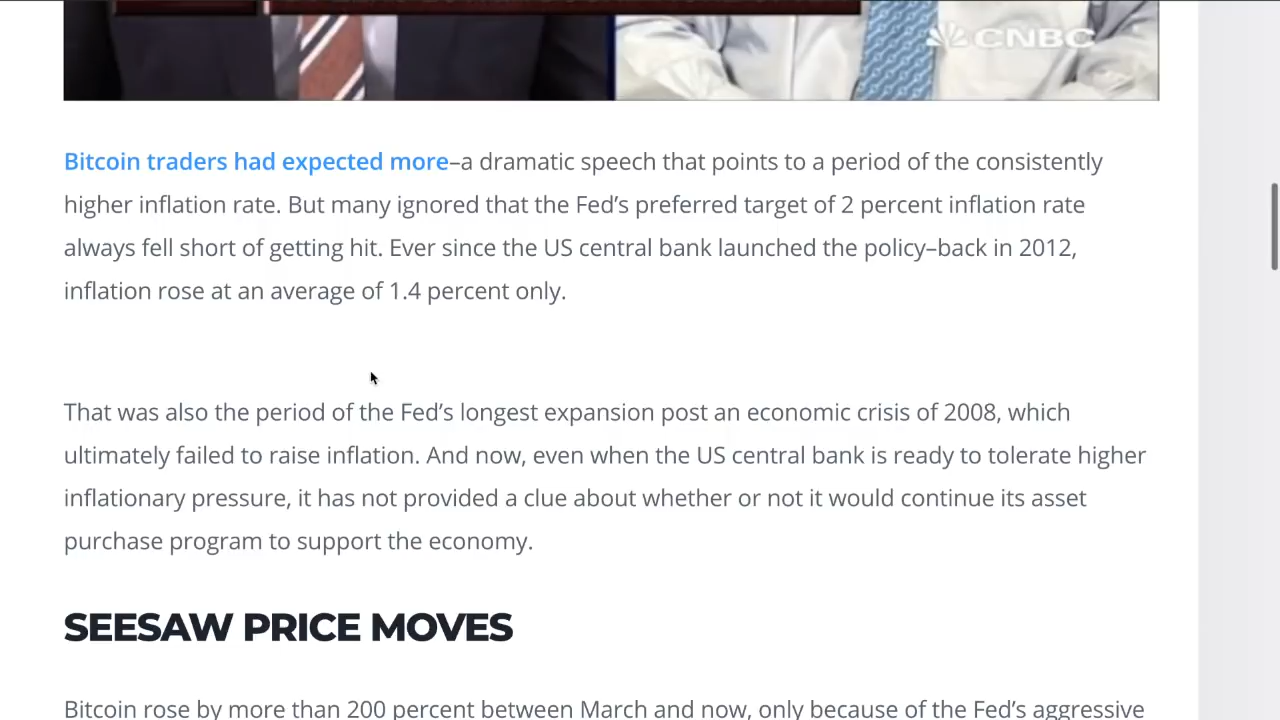 CNBC
Bitcoin traders had expected more–a dramatic speech that points to a period of the consistently
higher inflation rate. But many ignored that the Fed’s preferred target of 2 percent inflation rate
always fell short of getting hit. Ever since the US central bank launched the policy–back in 2012,
inflation rose at an average of 1.4 percent only.
That was also the period of the Fed’s longest expansion post an economic crisis of 2008, which
ultimately failed to raise inflation. And now, even when the US central bank is ready to tolerate higher
inflationary pressure, it has not provided a clue about whether or not it would continue its asset
purchase program to support the economy.
SEESAW PRICE MOVES
Bitcoin rose by more than 200 percent between March and now, only because of the Fed’s aggressive